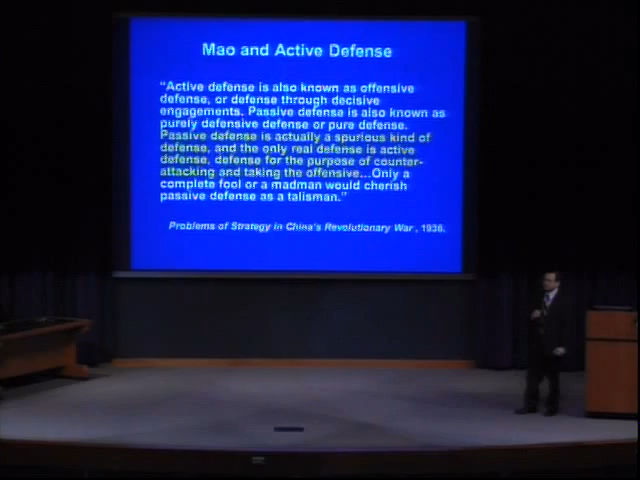 Mao and Active Defense
“Active defense is also known as offensive
defense, or defense through decisive
engagements. Passive defense is also known as
purely defensive defense or pure defense.
Passive defense is actually a spurious kind of
defense, and the only real defense is active
defense, defense for the purpose of counter-
attacking and taking the offensive…Only a
complete fool or a madman would cherish
passive defense as a talisman.”
Problems of Strategy in China's Revolutionary War, 1936.